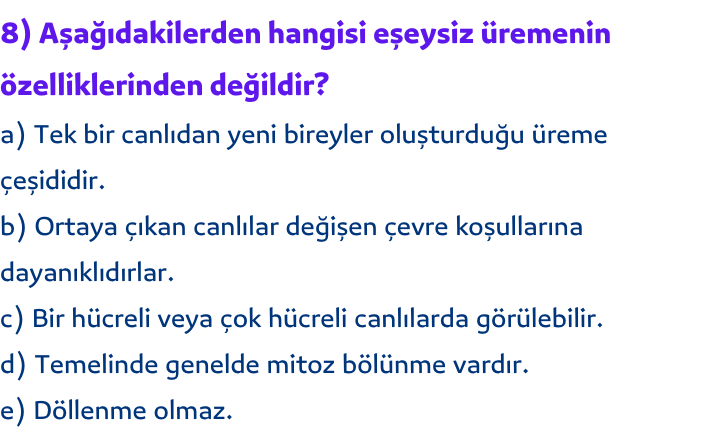 8) Aşağıdakilerden hangisi eşeysiz üremenin
özelliklerinden değildir?
a) Tek bir canlıdan yeni bireyler oluşturduğu üreme
çeşididir.
b) Ortaya çıkan canlılar değişen çevre koşullarına
dayanıklıdırlar.
c) Bir hücreli veya çok hücreli canlılarda görülebilir.
d) Temelinde genelde mitoz bölünme vardır.
e) Döllenme olmaz.